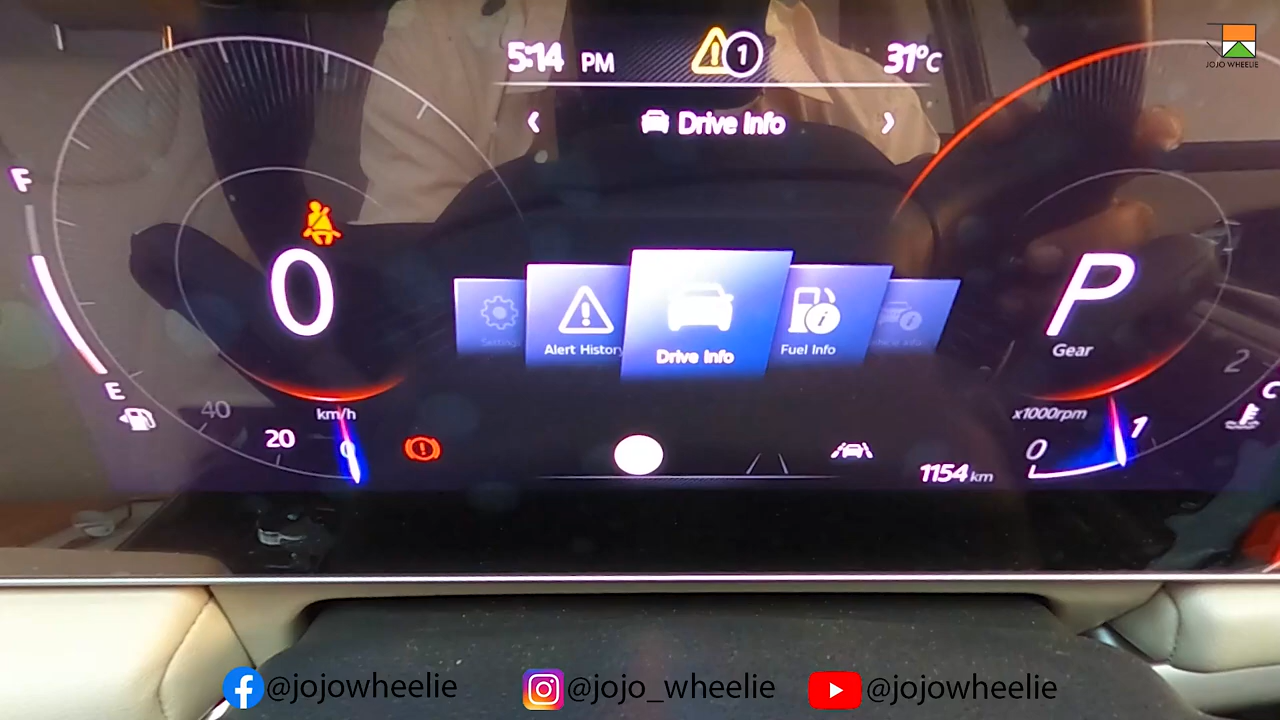 5:14 PM
1
31°C
JOJO WHEELIE
‹ Drive Info ›
F
0
P
Alert History
Drive Info
Fuel Info
Gear
E
40
km/h
20
0
x1000rpm
0
1
2
C
1154 km
@jojowheelie
@jojo_wheelie
@jojowheelie